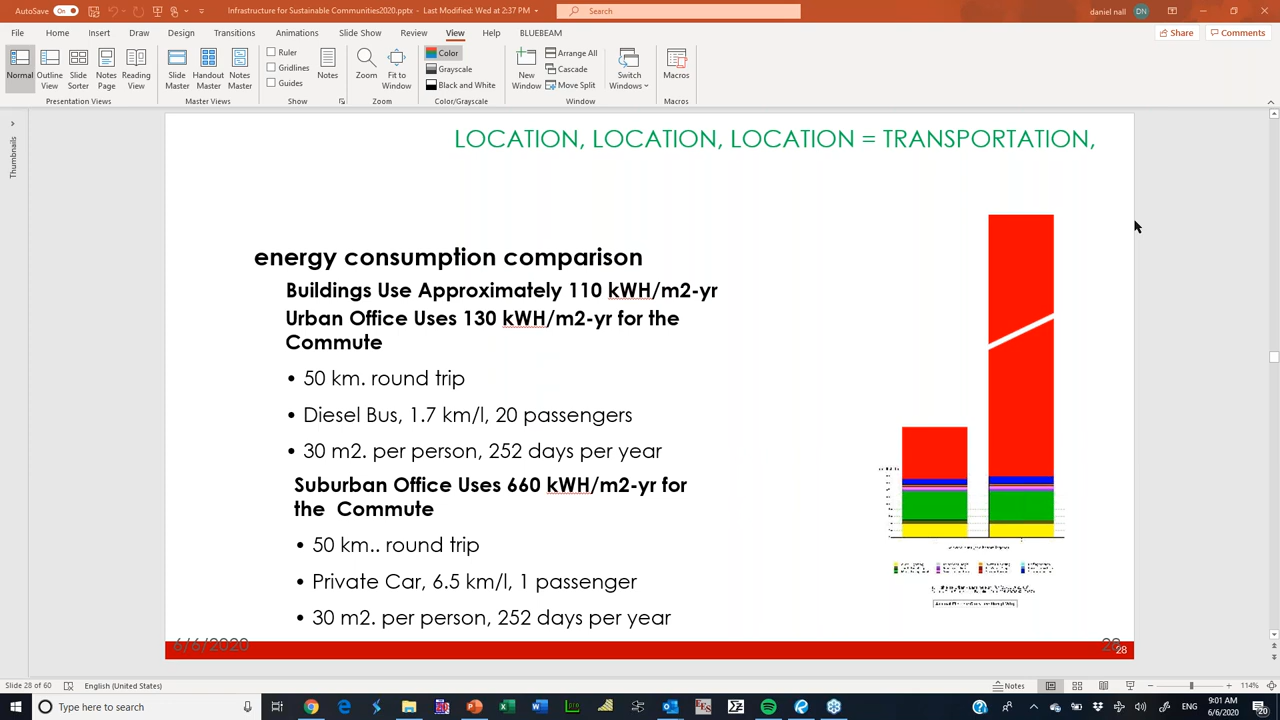 AutoSave On
Infrastructure for Sustainable Communities2020.pptx - Last Modified: Wed at 2:37 PM
Search
daniel nall DN
File Home Insert Draw Design Transitions Animations Slide Show Review View Help BLUEBEAM
Share Comments
Normal Outline View Slide Sorter Notes Page Reading View
Slide Master Handout Master Notes Master
Ruler
Gridlines
Guides
Notes
Zoom Fit to Window
Color
Grayscale
Black and White
New Window
Arrange All
Cascade
Move Split
Switch Windows
Macros
Presentation Views Master Views Show Zoom Color/Grayscale Window Macros
Thumbnails
LOCATION, LOCATION, LOCATION = TRANSPORTATION,
energy consumption comparison
Buildings Use Approximately 110 kWH/m2-yr
Urban Office Uses 130 kWH/m2-yr for the
Commute
• 50 km. round trip
• Diesel Bus, 1.7 km/l, 20 passengers
• 30 m2. per person, 252 days per year
Suburban Office Uses 660 kWH/m2-yr for
the Commute
• 50 km.. round trip
• Private Car, 6.5 km/l, 1 passenger
• 30 m2. per person, 252 days per year
6/6/2020
28
Slide 28 of 60 English (United States)
Notes
114%
Type here to search
9:01 AM
6/6/2020